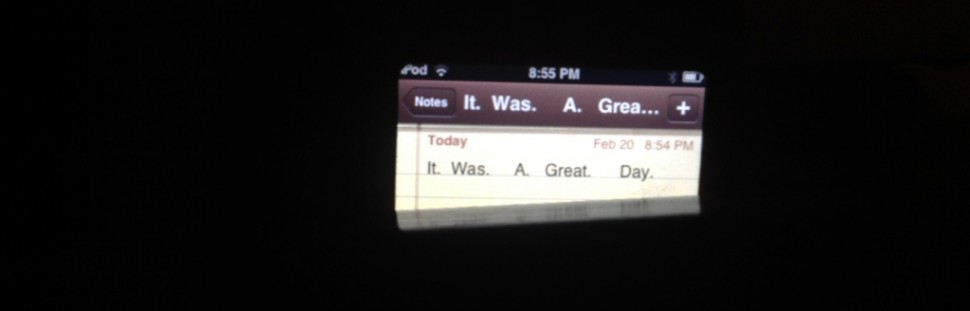 iPod 8:55 PM
Notes It. Was. A. Grea... +
Today Feb 20 8:54 PM
It. Was. A. Great. Day.